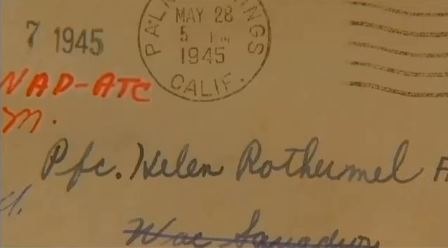 7 1945
PALM SPRINGS
MAY 28
5 PM
1945
CALIF.
NAD-ATC
m.
Pfc. Helen Rothermel
Wac Squadron